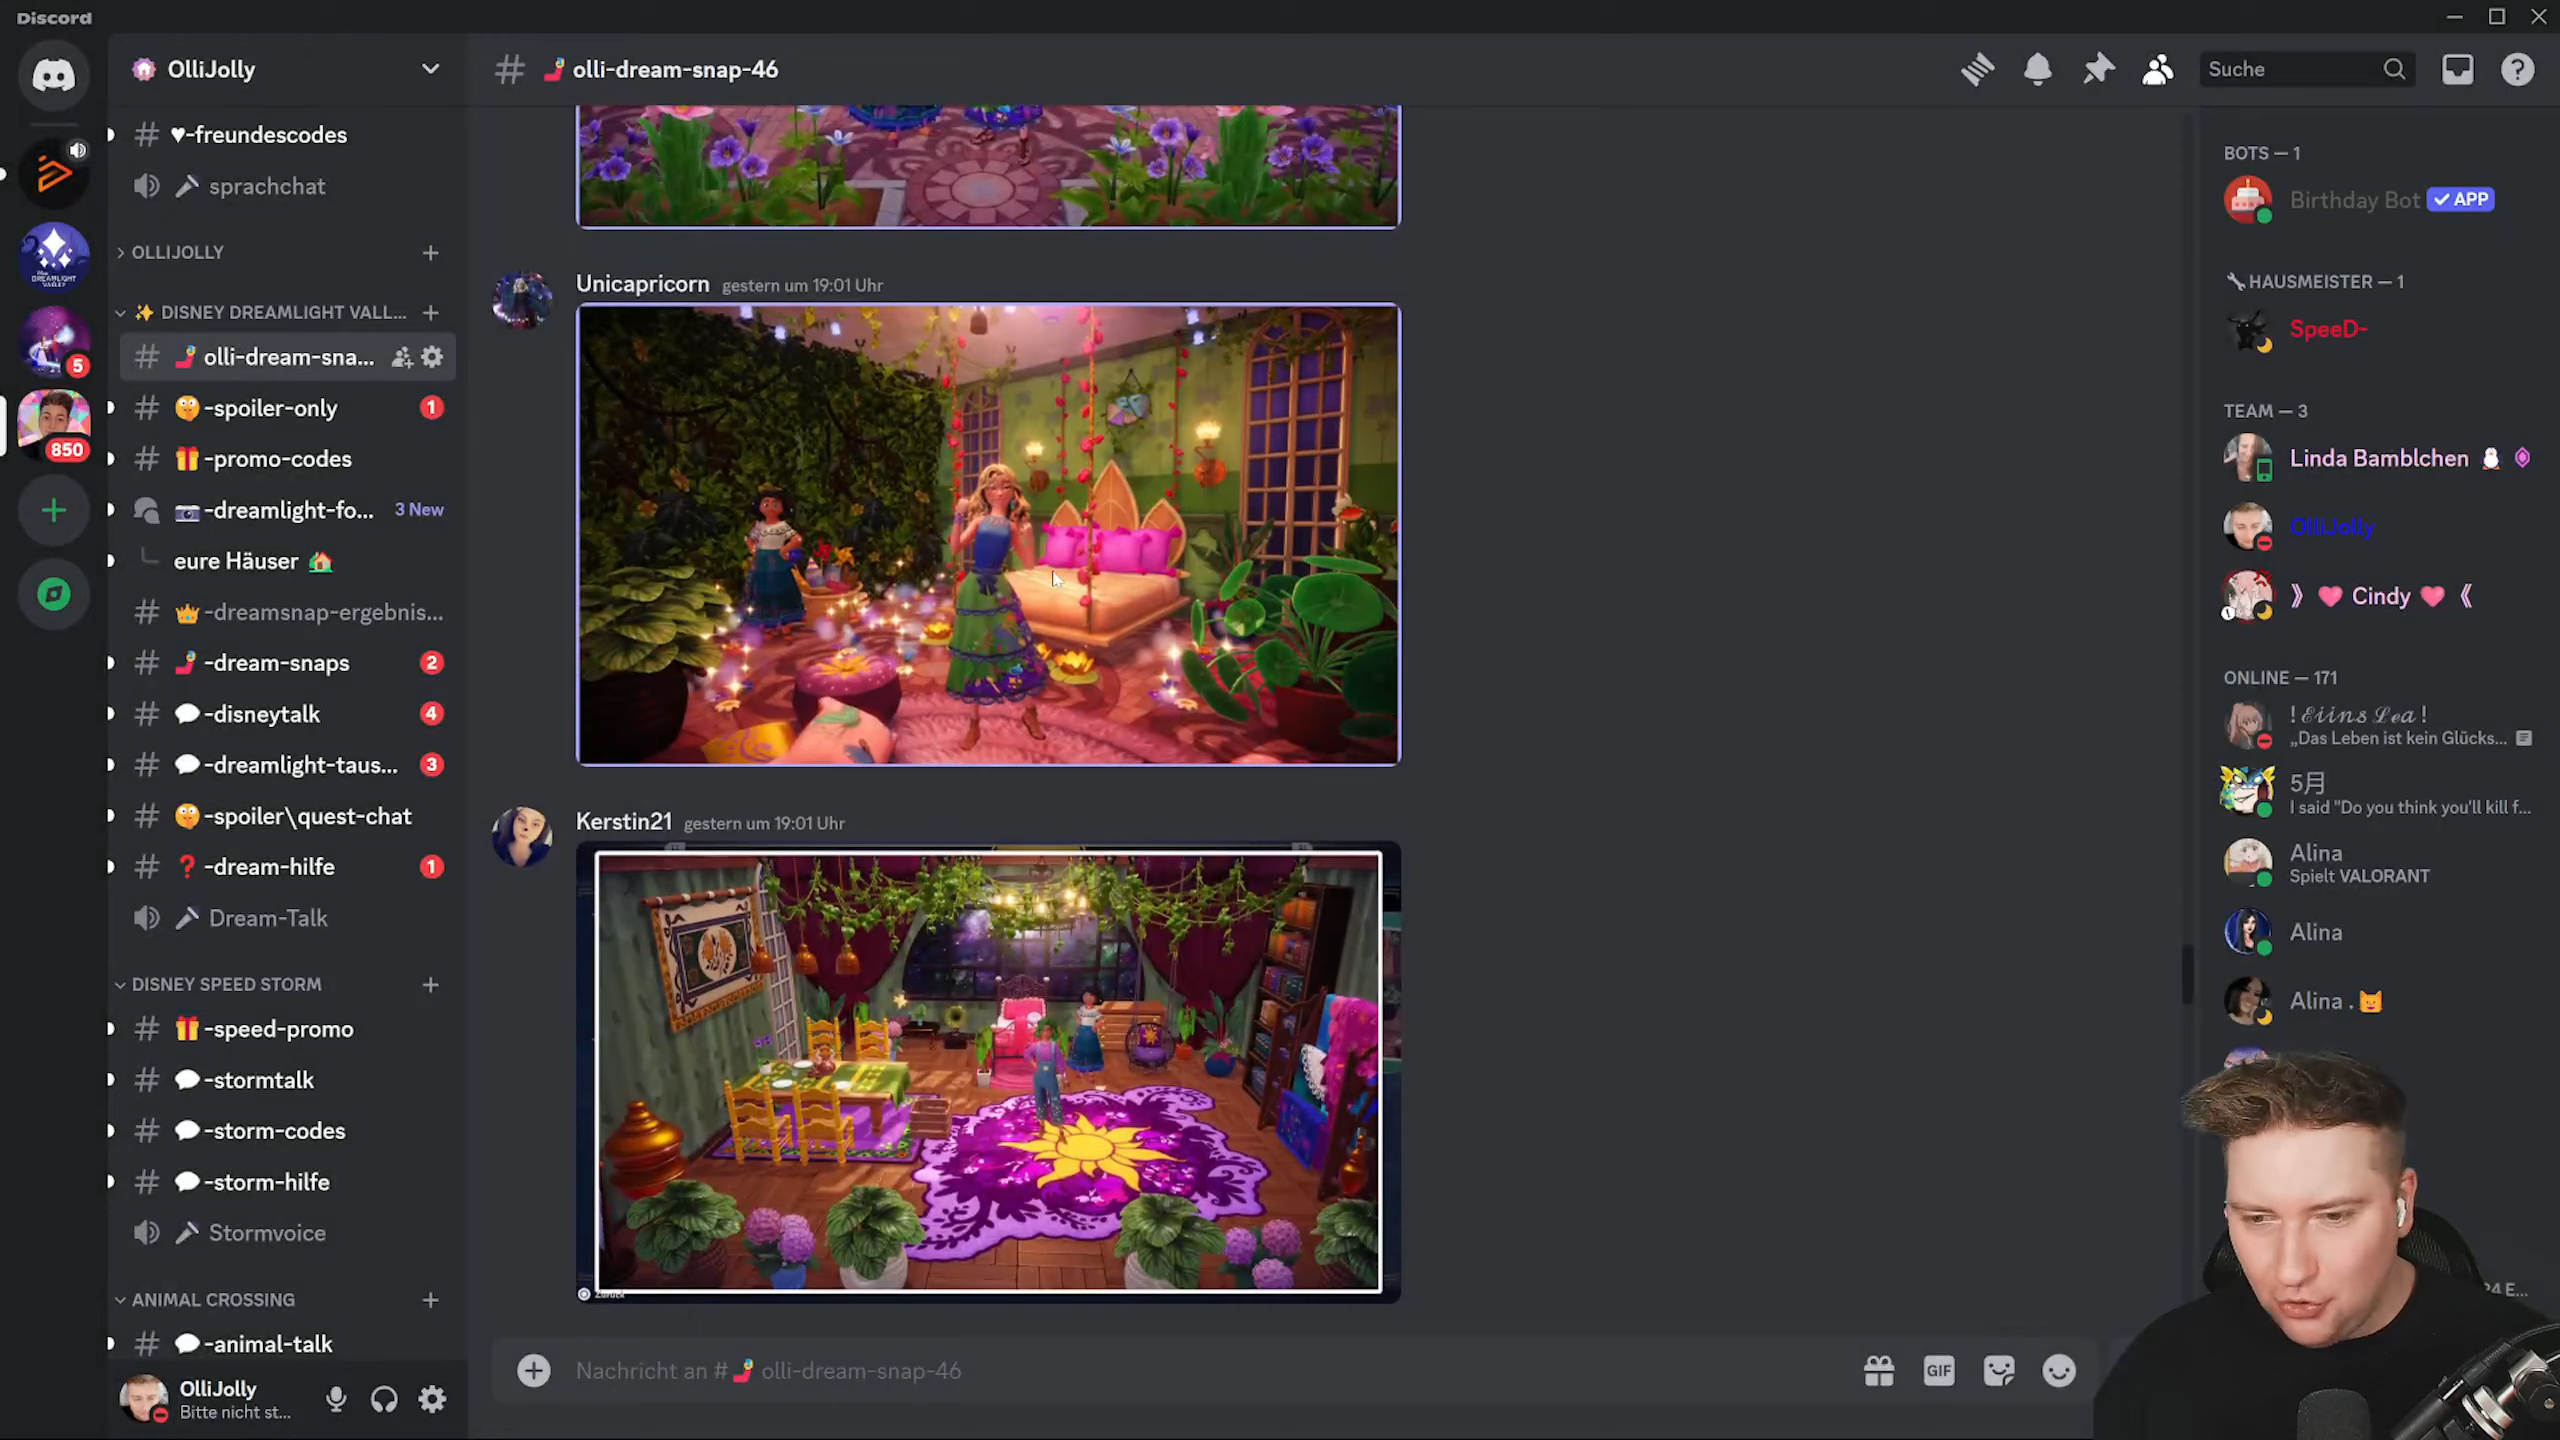 Discord
OlliJolly
♥-freundescodes
sprachchat
OLLIJOLLY
DISNEY DREAMLIGHT VALL...
olli-dream-sna...
-spoiler-only
1
-promo-codes
-dreamlight-fo...
3 New
eure Häuser
-dreamsnap-ergebnis...
-dream-snaps
2
-disneytalk
4
-dreamlight-taus...
3
-spoiler\quest-chat
-dream-hilfe
1
Dream-Talk
DISNEY SPEED STORM
-speed-promo
-stormtalk
-storm-codes
-storm-hilfe
Stormvoice
ANIMAL CROSSING
-animal-talk
OlliJolly
Bitte nicht st...
5
850
DREAMLIGHT
VALLEY
# olli-dream-snap-46
Suche
Unicapricorn gestern um 19:01 Uhr
Kerstin21 gestern um 19:01 Uhr
Zurück
Nachricht an # olli-dream-snap-46
GIF
BOTS — 1
Birthday Bot ✓ APP
HAUSMEISTER — 1
SpeeD-
TEAM — 3
Linda Bamblchen
OlliJolly
》 Cindy 《
ONLINE — 171
! 𝓔𝓲𝓲𝓷𝓼 𝓛𝓮𝓪 !
„Das Leben ist kein Glücks...
5月
I said "Do you think you'll kill f...
Alina
Spielt VALORANT
Alina
Alina .